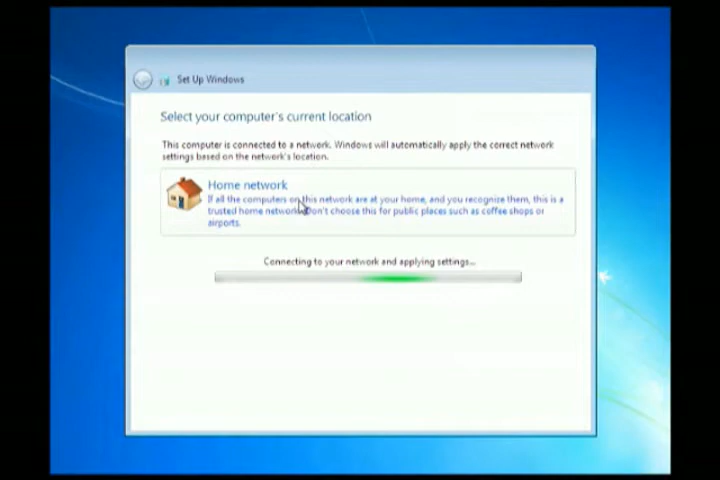 Set Up Windows
Select your computer's current location
This computer is connected to a network. Windows will automatically apply the correct network
settings based on the network's location.
Home network
If all the computers on this network are at your home, and you recognize them, this is a
trusted home network. Don't choose this for public places such as coffee shops or
airports.
Connecting to your network and applying settings...